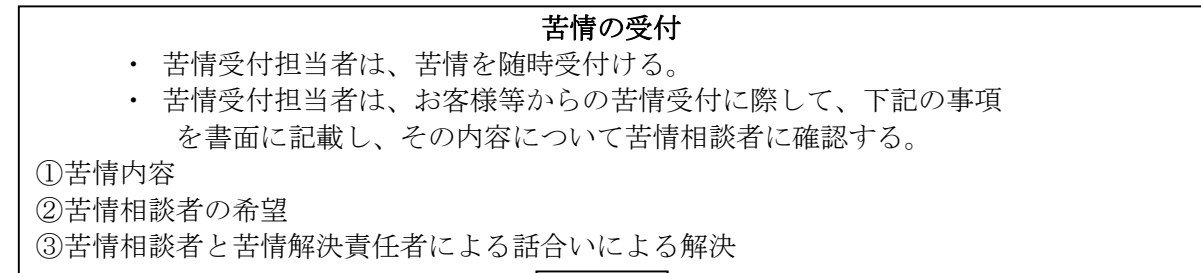 苦情の受付
・ 苦情受付担当者は、苦情を随時受付ける。
・ 苦情受付担当者は、お客様等からの苦情受付に際して、下記の事項
を書面に記載し、その内容について苦情相談者に確認する。
①苦情内容
②苦情相談者の希望
③苦情相談者と苦情解決責任者による話合いによる解決